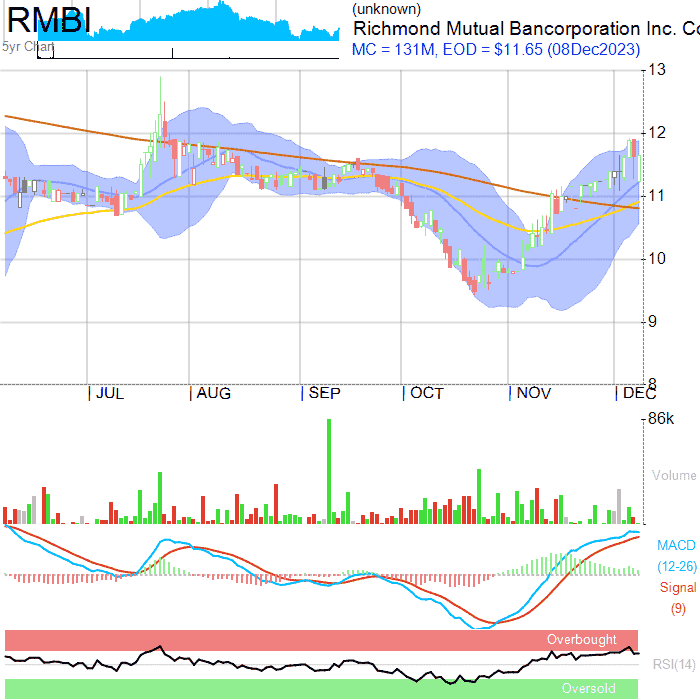 RMBI
(unknown)
Richmond Mutual Bancorporation Inc. Co
5yr Chart
MC = 131M, EOD = $11.65 (08Dec2023)
13
12
11
10
9
8
JUL AUG SEP OCT NOV DEC
86k
Volume
MACD
(12-26)
Signal
(9)
Overbought
RSI(14)
Oversold